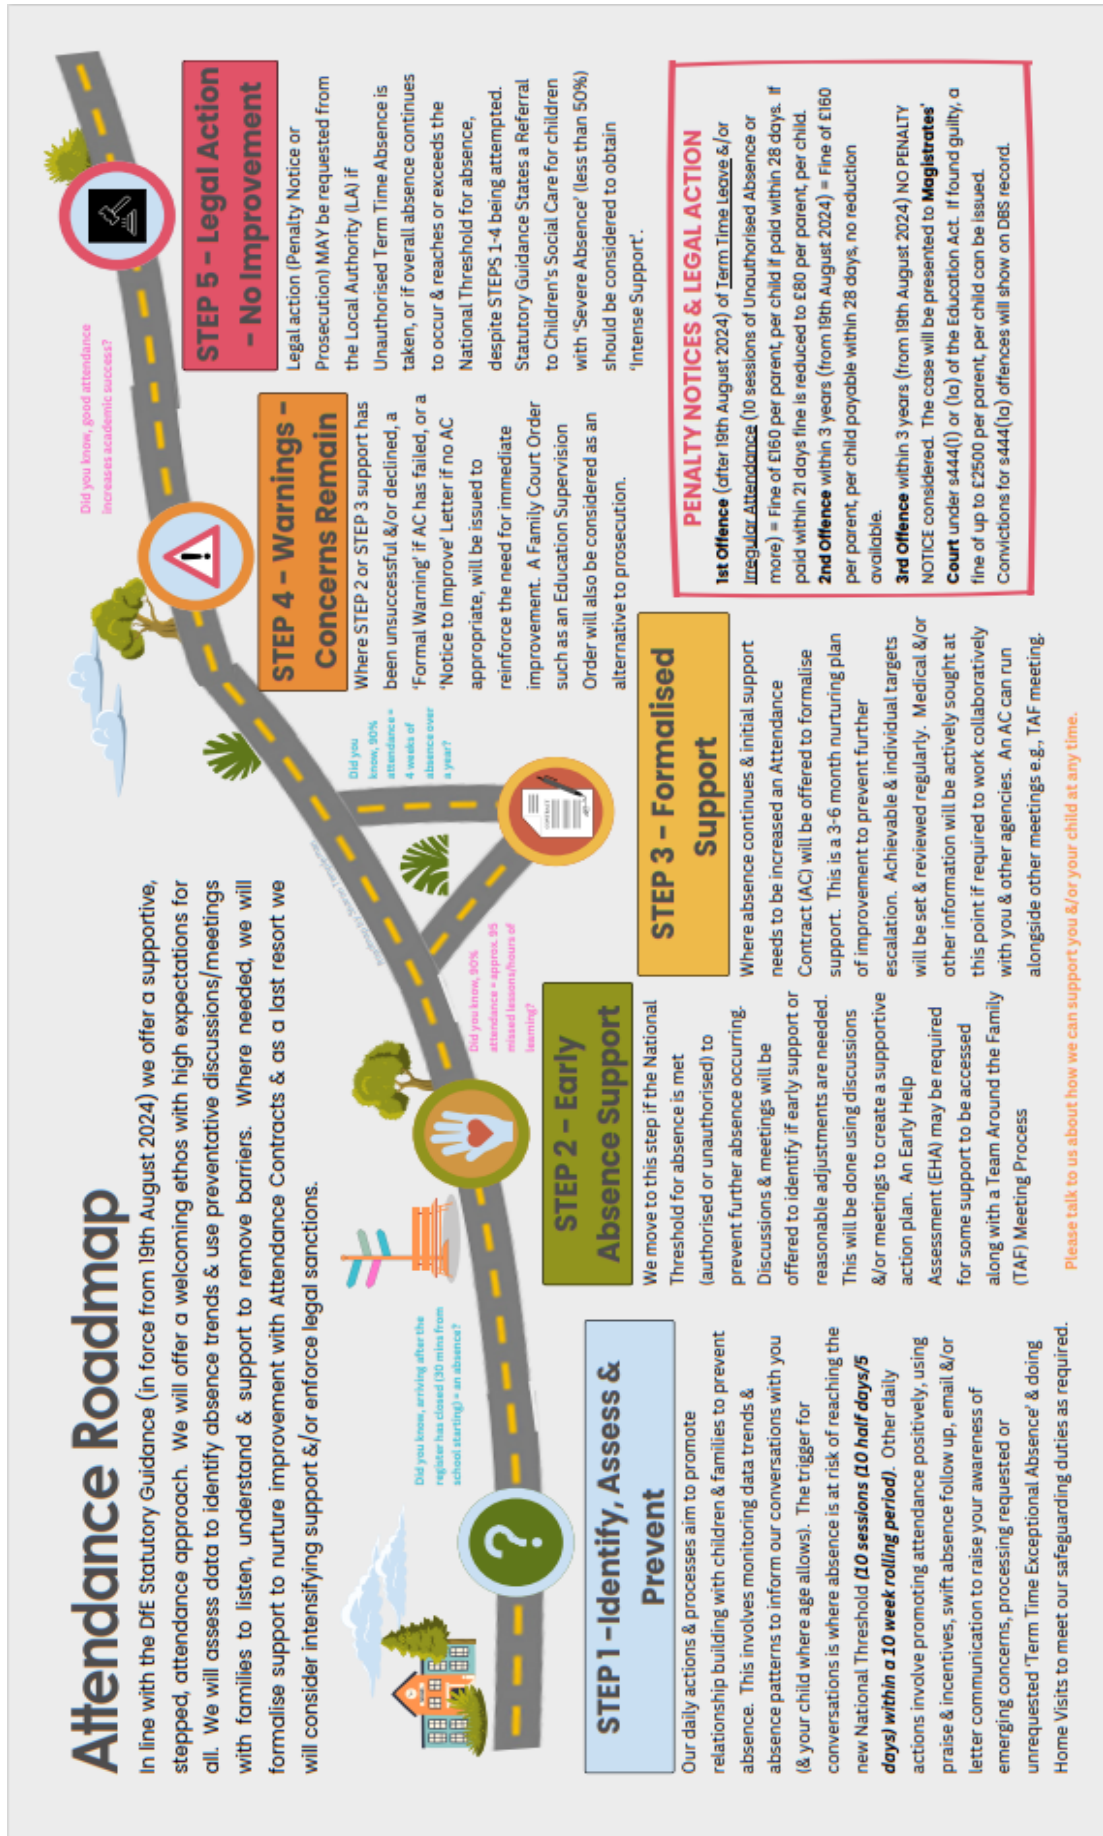 Attendance Roadmap
In line with the DfE Statutory Guidance (in force from 19th August 2024) we offer a supportive,
stepped, attendance approach. We will offer a welcoming ethos with high expectations for
all. We will assess data to identify absence trends & use preventative discussions/meetings
with families to listen, understand & support to remove barriers. Where needed, we will
formalise support to nurture improvement with Attendance Contracts & as a last resort we
will consider intensifying support &/or enforce legal sanctions.
Did you know, arriving after the
register has closed (30 mins from
school starting) = an absence?
Did you know, 90%
attendance = approx. 95
missed lessons/hours of
learning?
Did you
know, 90%
attendance =
4 weeks of
absence over
a year?
Did you know, good attendance
increases academic success?
CONTRACT
STEP 1 –Identify, Assess &
Prevent
Our daily actions & processes aim to promote
relationship building with children & families to prevent
absence. This involves monitoring data trends &
absence patterns to inform our conversations with you
(& your child where age allows). The trigger for
conversations is where absence is at risk of reaching the
new National Threshold (10 sessions (10 half days/5
days) within a 10 week rolling period). Other daily
actions involve promoting attendance positively, using
praise & incentives, swift absence follow up, email &/or
letter communication to raise your awareness of
emerging concerns, processing requested or
unrequested 'Term Time Exceptional Absence' & doing
Home Visits to meet our safeguarding duties as required.
STEP 2 – Early
Absence Support
We move to this step if the National
Threshold for absence is met
(authorised or unauthorised) to
prevent further absence occurring.
Discussions & meetings will be
offered to identify if early support or
reasonable adjustments are needed.
This will be done using discussions
&/or meetings to create a supportive
action plan. An Early Help
Assessment (EHA) may be required
for some support to be accessed
along with a Team Around the Family
(TAF) Meeting Process
STEP 3 – Formalised
Support
Where absence continues & initial support
needs to be increased an Attendance
Contract (AC) will be offered to formalise
support. This is a 3-6 month nurturing plan
of improvement to prevent further
escalation. Achievable & individual targets
will be set & reviewed regularly. Medical &/or
other information will be actively sought at
this point if required to work collaboratively
with you & other agencies. An AC can run
alongside other meetings e.g., TAF meeting.
STEP 4 – Warnings –
Concerns Remain
Where STEP 2 or STEP 3 support has
been unsuccessful &/or declined, a
'Formal Warning' if AC has failed, or a
'Notice to Improve' Letter if no AC
appropriate, will be issued to
reinforce the need for immediate
improvement. A Family Court Order
such as an Education Supervision
Order will also be considered as an
alternative to prosecution.
STEP 5 – Legal Action
– No Improvement
Legal action (Penalty Notice or
Prosecution) MAY be requested from
the Local Authority (LA) if
Unauthorised Term Time Absence is
taken, or if overall absence continues
to occur & reaches or exceeds the
National Threshold for absence,
despite STEPS 1-4 being attempted.
Statutory Guidance States a Referral
to Children's Social Care for children
with 'Severe Absence' (less than 50%)
should be considered to obtain
'Intense Support'.
PENALTY NOTICES & LEGAL ACTION
1st Offence (after 19th August 2024) of Term Time Leave &/or
Irregular Attendance (10 sessions of Unauthorised Absence or
more) = Fine of £160 per parent, per child if paid within 28 days. If
paid within 21 days fine is reduced to £80 per parent, per child.
2nd Offence within 3 years (from 19th August 2024) = Fine of £160
per parent, per child payable within 28 days, no reduction
available.
3rd Offence within 3 years (from 19th August 2024) NO PENALTY
NOTICE considered. The case will be presented to Magistrates'
Court under s444(1) or (1a) of the Education Act. If found guilty, a
fine of up to £2500 per parent, per child can be issued.
Convictions for s444(1a) offences will show on DBS record.
Please talk to us about how we can support you &/or your child at any time.